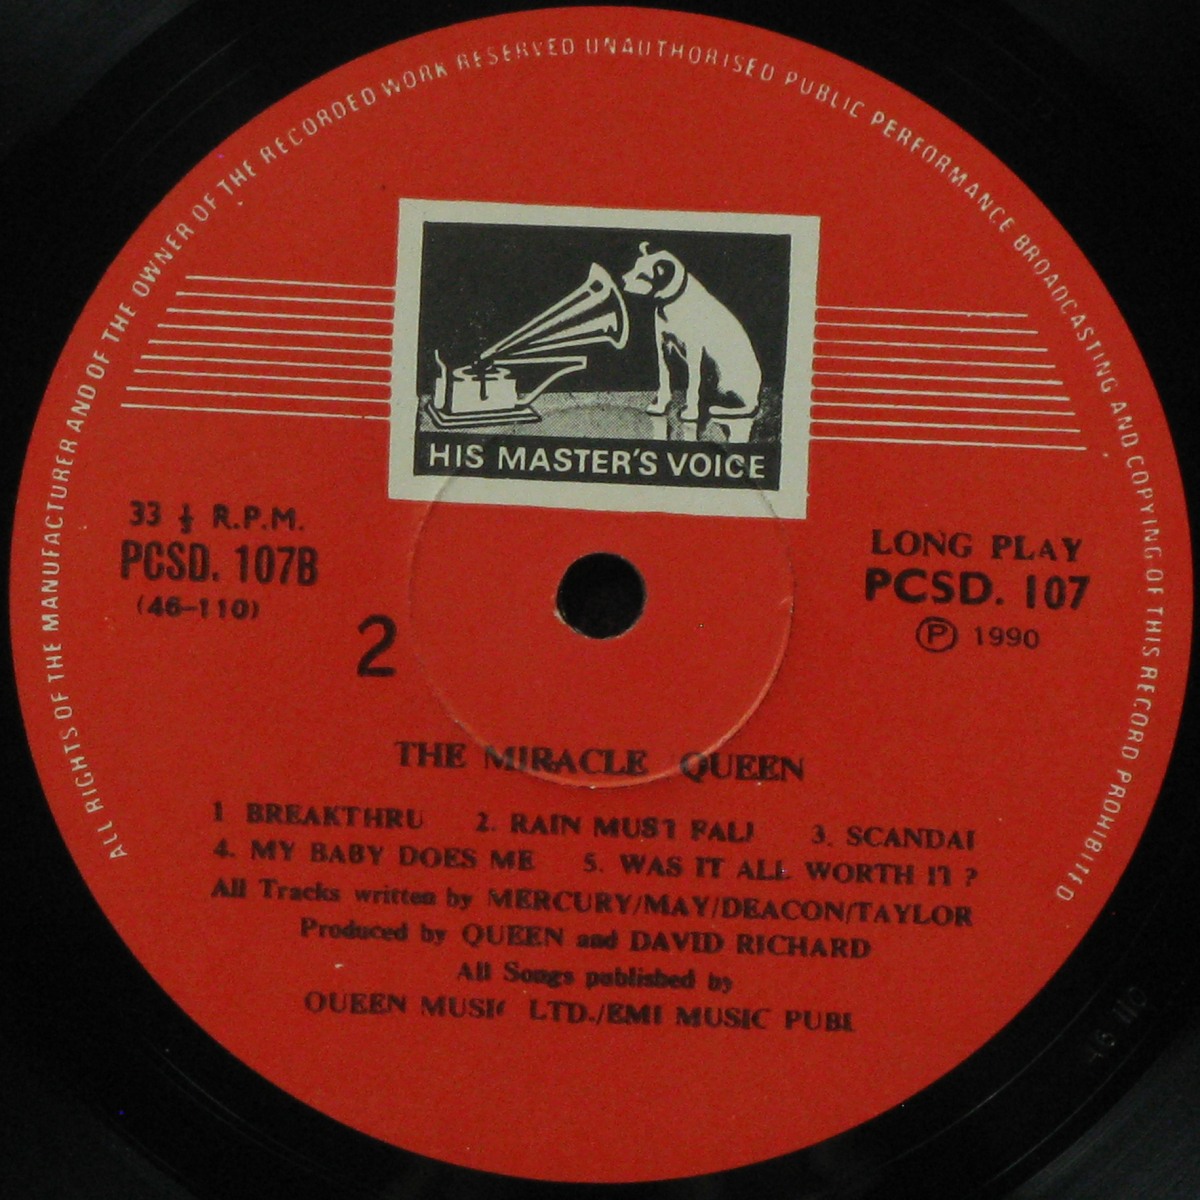 ALL RIGHTS OF THE MANUFACTURER AND OF THE OWNER OF THE RECORDED WORK RESERVED UNAUTHORISED PUBLIC PERFORMANCE BROADCASTING AND COPYING OF THIS RECORD PROHIBITED
HIS MASTER'S VOICE
33 ⅓ R.P.M.
PCSD. 107B
(46-110)
2
LONG PLAY
PCSD. 107
℗ 1990
THE MIRACLE QUEEN
1 BREAKTHRU 2. RAIN MUST FALL 3. SCANDAL
4. MY BABY DOES ME 5. WAS IT ALL WORTH IT ?
All Tracks written by MERCURY/MAY/DEACON/TAYLOR
Produced by QUEEN and DAVID RICHARD
All Songs published by
QUEEN MUSIC LTD./EMI MUSIC PUBL